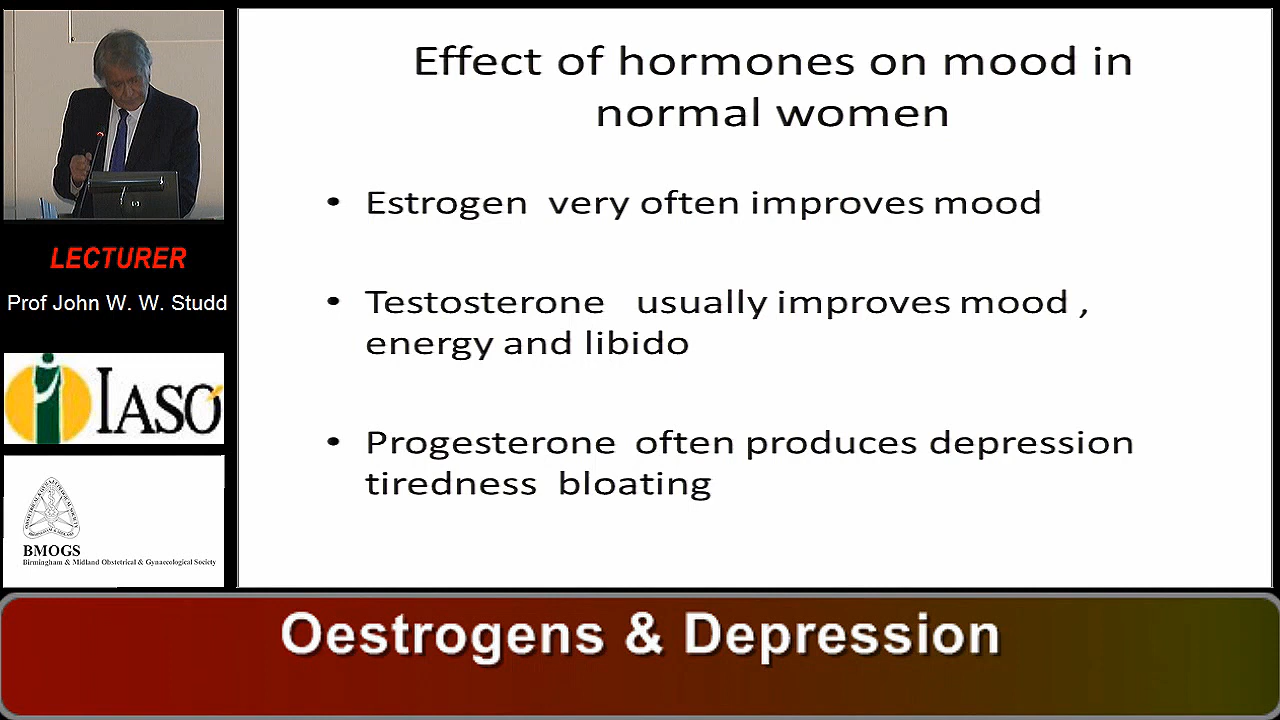 Effect of hormones on mood in
normal women
• Estrogen very often improves mood
• Testosterone usually improves mood ,
energy and libido
• Progesterone often produces depression
tiredness bloating
LECTURER
Prof John W. W. Studd
IASO
BMOGS
Birmingham & Midland Obstetrical & Gynaecological Society
Oestrogens & Depression